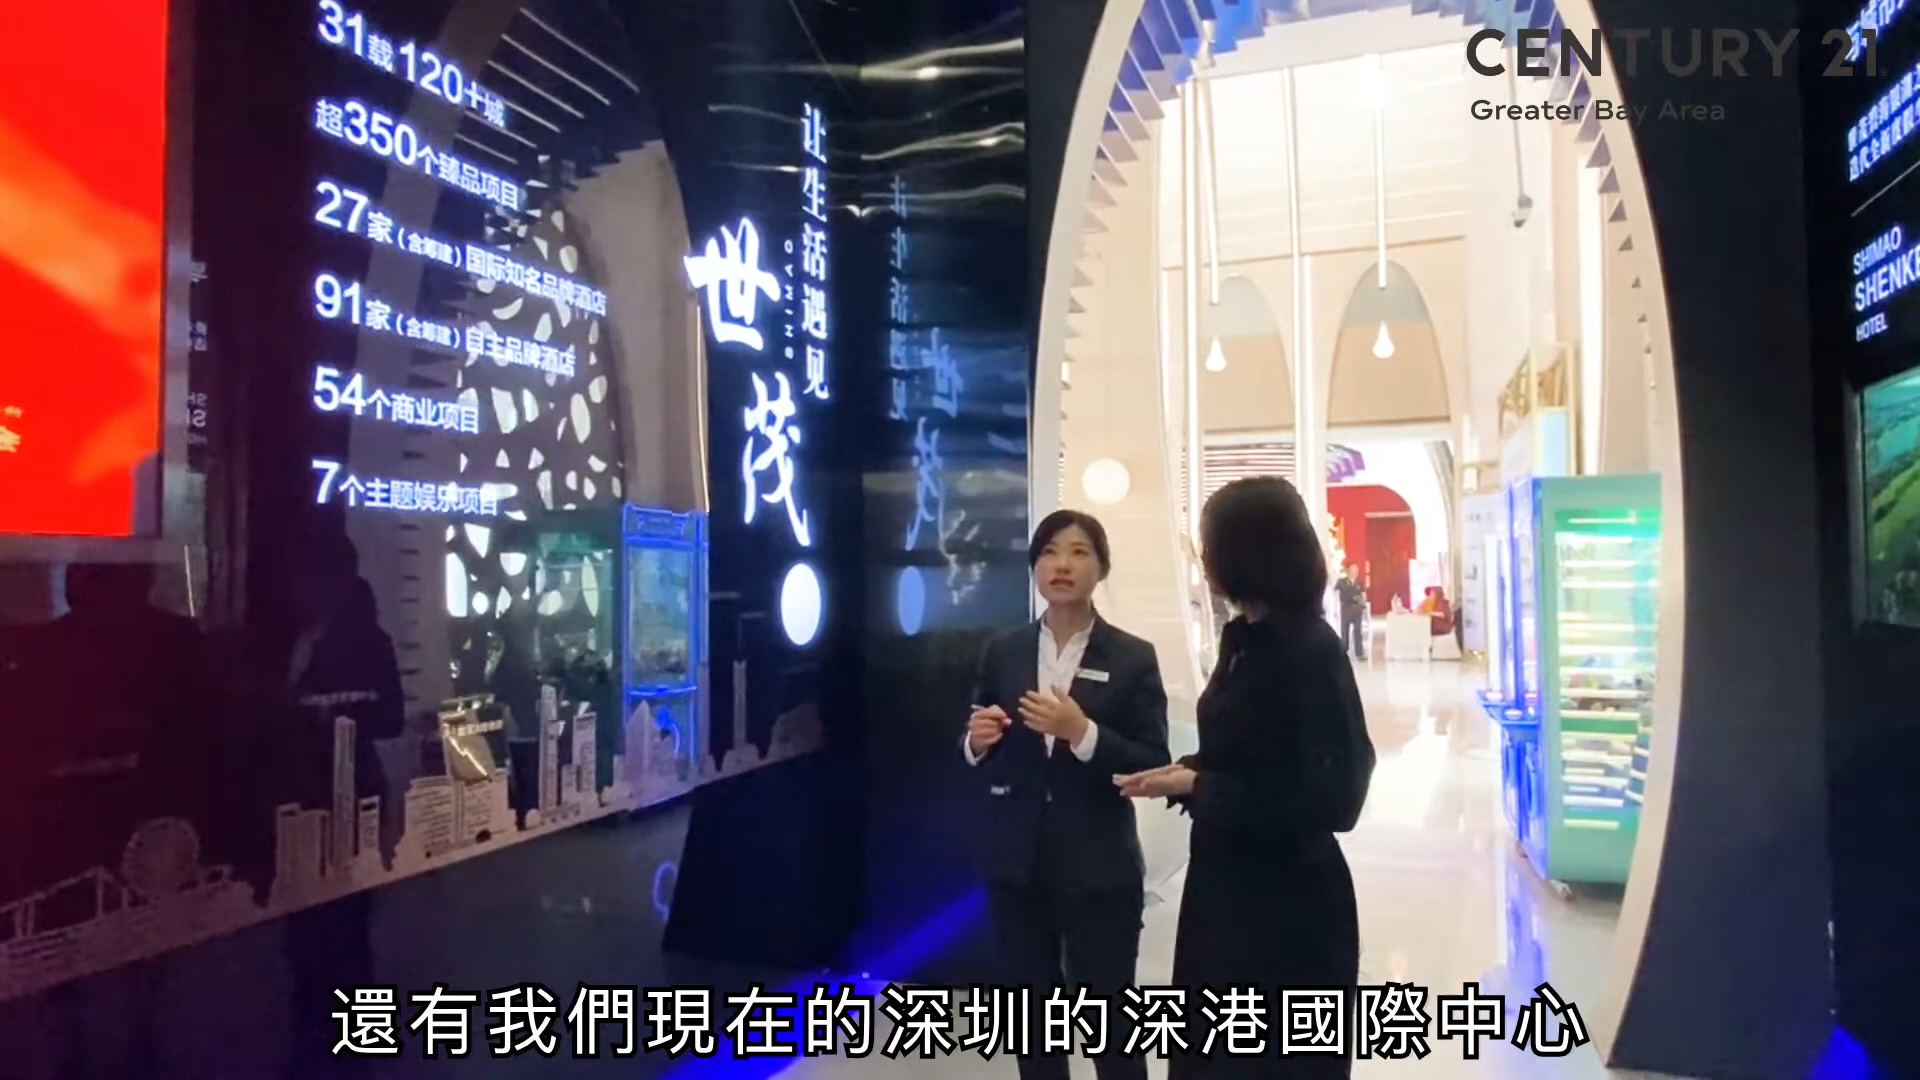 CENTURY 21
Greater Bay Area
31载 120+城
超350个臻品项目
27家（含筹建）国际知名品牌酒店
91家（含筹建）自主品牌酒店
54个商业项目
7个主题娱乐项目
让生活遇见
SHIMAO
世茂
SHIMAO
HOTEL
還有我們現在的深圳的深港國際中心